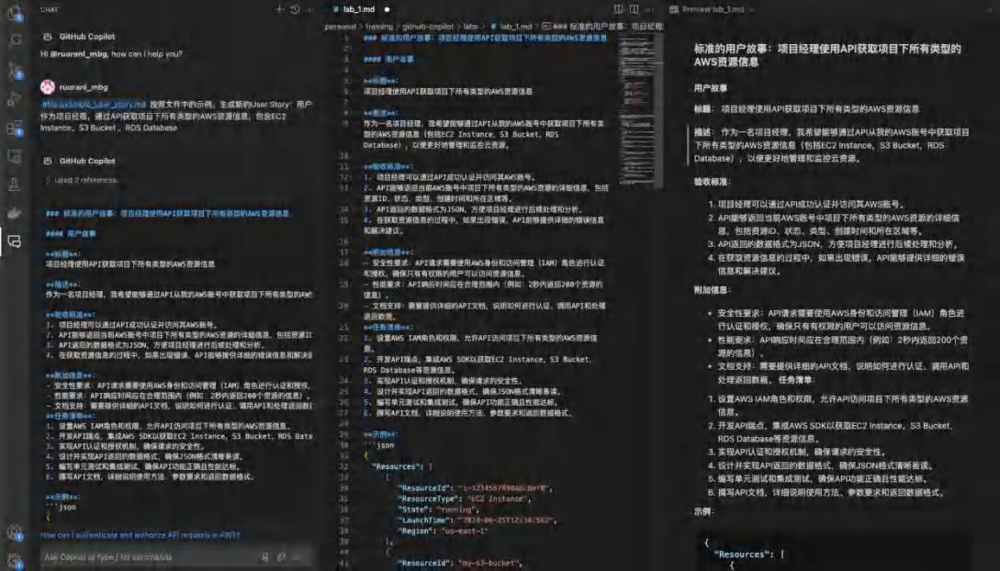 CHAT
GitHub Copilot
Hi @ruorani_mbg, how can I help you?
ruorani_mbg
按照文件中的示例，生成新的User Story：用户
作为项目经理，通过API获取项目下所有类型的AWS资源信息，包含EC2
Instance，S3 Bucket，RDS Database
GitHub Copilot
used 2 references
### 标准的用户故事：项目经理使用API获取项目下所有类型的AWS资源信息
#### 用户故事
**标题**：
项目经理使用API获取项目下所有类型的AWS资源信息
**描述**：
作为一名项目经理，我希望能够通过API从我的AWS账号中获取项目下所有类型的AWS
**验收标准**：
1. 项目经理可以通过API成功认证并访问其AWS账号。
2. API能够返回当前AWS账号中项目下所有类型的AWS资源的详细信息，包括资源ID
3. API返回的数据格式为JSON，方便项目经理进行后续处理和分析。
4. 在获取资源信息的过程中，如果出现错误，API能够提供详细的错误信息和解决建
**附加信息**：
- 安全性要求：API请求需要使用AWS身份和访问管理（IAM）角色进行认证和授权，
- 性能要求：API响应时间应在合理范围内（例如：2秒内返回200个资源的信息）。
- 文档支持：需要提供详细的API文档，说明如何进行认证、调用API和处理返回数据
**任务清单**：
1. 设置AWS IAM角色和权限，允许API访问项目下所有类型的AWS资源信息。
2. 开发API端点，集成AWS SDK以获取EC2 Instance, S3 Bucket, RDS Data
3. 实现API认证和授权机制，确保请求的安全性。
4. 设计并实现API返回的数据格式，确保JSON格式清晰易读。
5. 编写单元测试和集成测试，确保API功能正确且性能达标。
6. 撰写API文档，详细说明使用方法、参数要求和返回数据格式。
**示例**：
```json
{
How can I authenticate and authorize API requests in AWS?
Ask Copilot or type / for commands
lab_1.md
personal > training > github-copilot > labs > lab_1.md > ### 标准的用户故事：项目经理
### 标准的用户故事：项目经理使用API获取项目下所有类型的AWS资源信息
#### 用户故事
**标题**：
项目经理使用API获取项目下所有类型的AWS资源信息
**描述**：
作为一名项目经理，我希望能够通过API从我的AWS账号中获取项目下所有类
型的AWS资源信息（包括EC2 Instance、S3 Bucket、RDS
Database），以便更好地管理和监控云资源。
**验收标准**：
1. 项目经理可以通过API成功认证并访问其AWS账号。
2. API能够返回当前AWS账号中项目下所有类型的AWS资源的详细信息，包括
资源ID、状态、类型、创建时间和所在区域等。
3. API返回的数据格式为JSON，方便项目经理进行后续处理和分析。
4. 在获取资源信息的过程中，如果出现错误，API能够提供详细的错误信息
和解决建议。
**附加信息**：
- 安全性要求：API请求需要使用AWS身份和访问管理（IAM）角色进行认证
和授权，确保只有有权限的用户可以访问资源信息。
- 性能要求：API响应时间应在合理范围内（例如：2秒内返回200个资源的
信息）。
- 文档支持：需要提供详细的API文档，说明如何进行认证、调用API和处理
返回数据。
**任务清单**：
1. 设置AWS IAM角色和权限，允许API访问项目下所有类型的AWS资源信
息。
2. 开发API端点，集成AWS SDK以获取EC2 Instance, S3 Bucket,
RDS Database等资源信息。
3. 实现API认证和授权机制，确保请求的安全性。
4. 设计并实现API返回的数据格式，确保JSON格式清晰易读。
5. 编写单元测试和集成测试，确保API功能正确且性能达标。
6. 撰写API文档，详细说明使用方法、参数要求和返回数据格式。
**示例**：
```json
{
"Resources": [
{
"ResourceId":
"ResourceType": "EC2 Instance",
"State": "running",
"LaunchTime":
"Region": "us-east-1"
},
{
"ResourceId": "my-s3-bucket",
Preview lab_1.md
标准的用户故事：项目经理使用API获取项目下所有类型的
AWS资源信息
用户故事
标题： 项目经理使用API获取项目下所有类型的AWS资源信息
描述： 作为一名项目经理，我希望能够通过API从我的AWS账号中获取项目
下所有类型的AWS资源信息（包括EC2 Instance、S3 Bucket、RDS
Database），以便更好地管理和监控云资源。
验收标准：
1. 项目经理可以通过API成功认证并访问其AWS账号。
2. API能够返回当前AWS账号中项目下所有类型的AWS资源的详细信
息，包括资源ID、状态、类型、创建时间和所在区域等。
3. API返回的数据格式为JSON，方便项目经理进行后续处理和分析。
4. 在获取资源信息的过程中，如果出现错误，API能够提供详细的错误
信息和解决建议。
附加信息：
• 安全性要求：API请求需要使用AWS身份和访问管理（IAM）角色进
行认证和授权，确保只有有权限的用户可以访问资源信息。
• 性能要求：API响应时间应在合理范围内（例如：2秒内返回200个资
源的信息）。
• 文档支持：需要提供详细的API文档，说明如何进行认证、调用API和
处理返回数据。 任务清单：
1. 设置AWS IAM角色和权限，允许API访问项目下所有类型的AWS资源
信息。
2. 开发API端点，集成AWS SDK以获取EC2 Instance，S3 Bucket，
RDS Database等资源信息。
3. 实现API认证和授权机制，确保请求的安全性。
4. 设计并实现API返回的数据格式，确保JSON格式清晰易读。
5. 编写单元测试和集成测试，确保API功能正确且性能达标。
6. 撰写API文档，详细说明使用方法、参数要求和返回数据格式。
示例：
{
"Resources": [
{